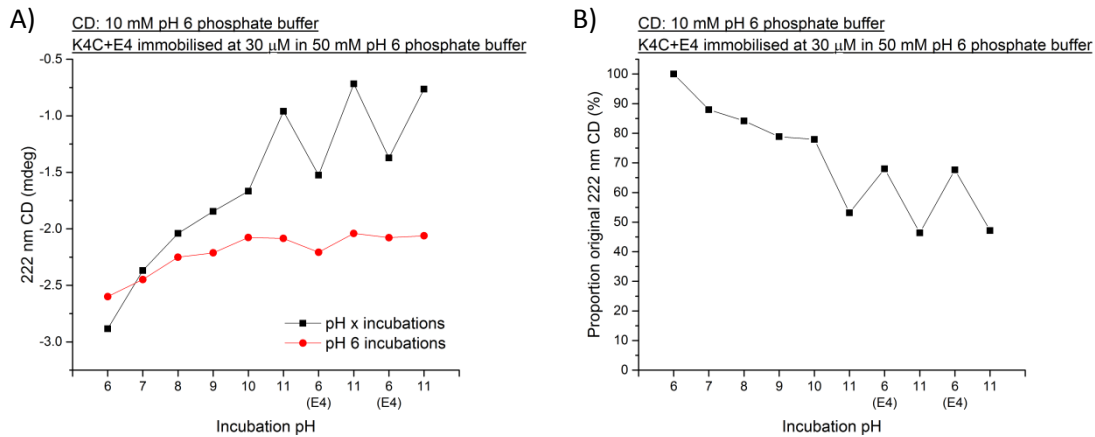 A)
CD: 10 mM pH 6 phosphate buffer
K4C+E4 immobilised at 30 μM in 50 mM pH 6 phosphate buffer
-0.5
-1.0
-1.5
-2.0
-2.5
-3.0
222 nm CD (mdeg)
pH x incubations
pH 6 incubations
6 7 8 9 10 11 6 11 6 11
(E4) (E4)
Incubation pH
B)
CD: 10 mM pH 6 phosphate buffer
K4C+E4 immobilised at 30 μM in 50 mM pH 6 phosphate buffer
100
90
80
70
60
50
40
30
20
10
0
Proportion original 222 nm CD (%)
6 7 8 9 10 11 6 11 6 11
(E4) (E4)
Incubation pH